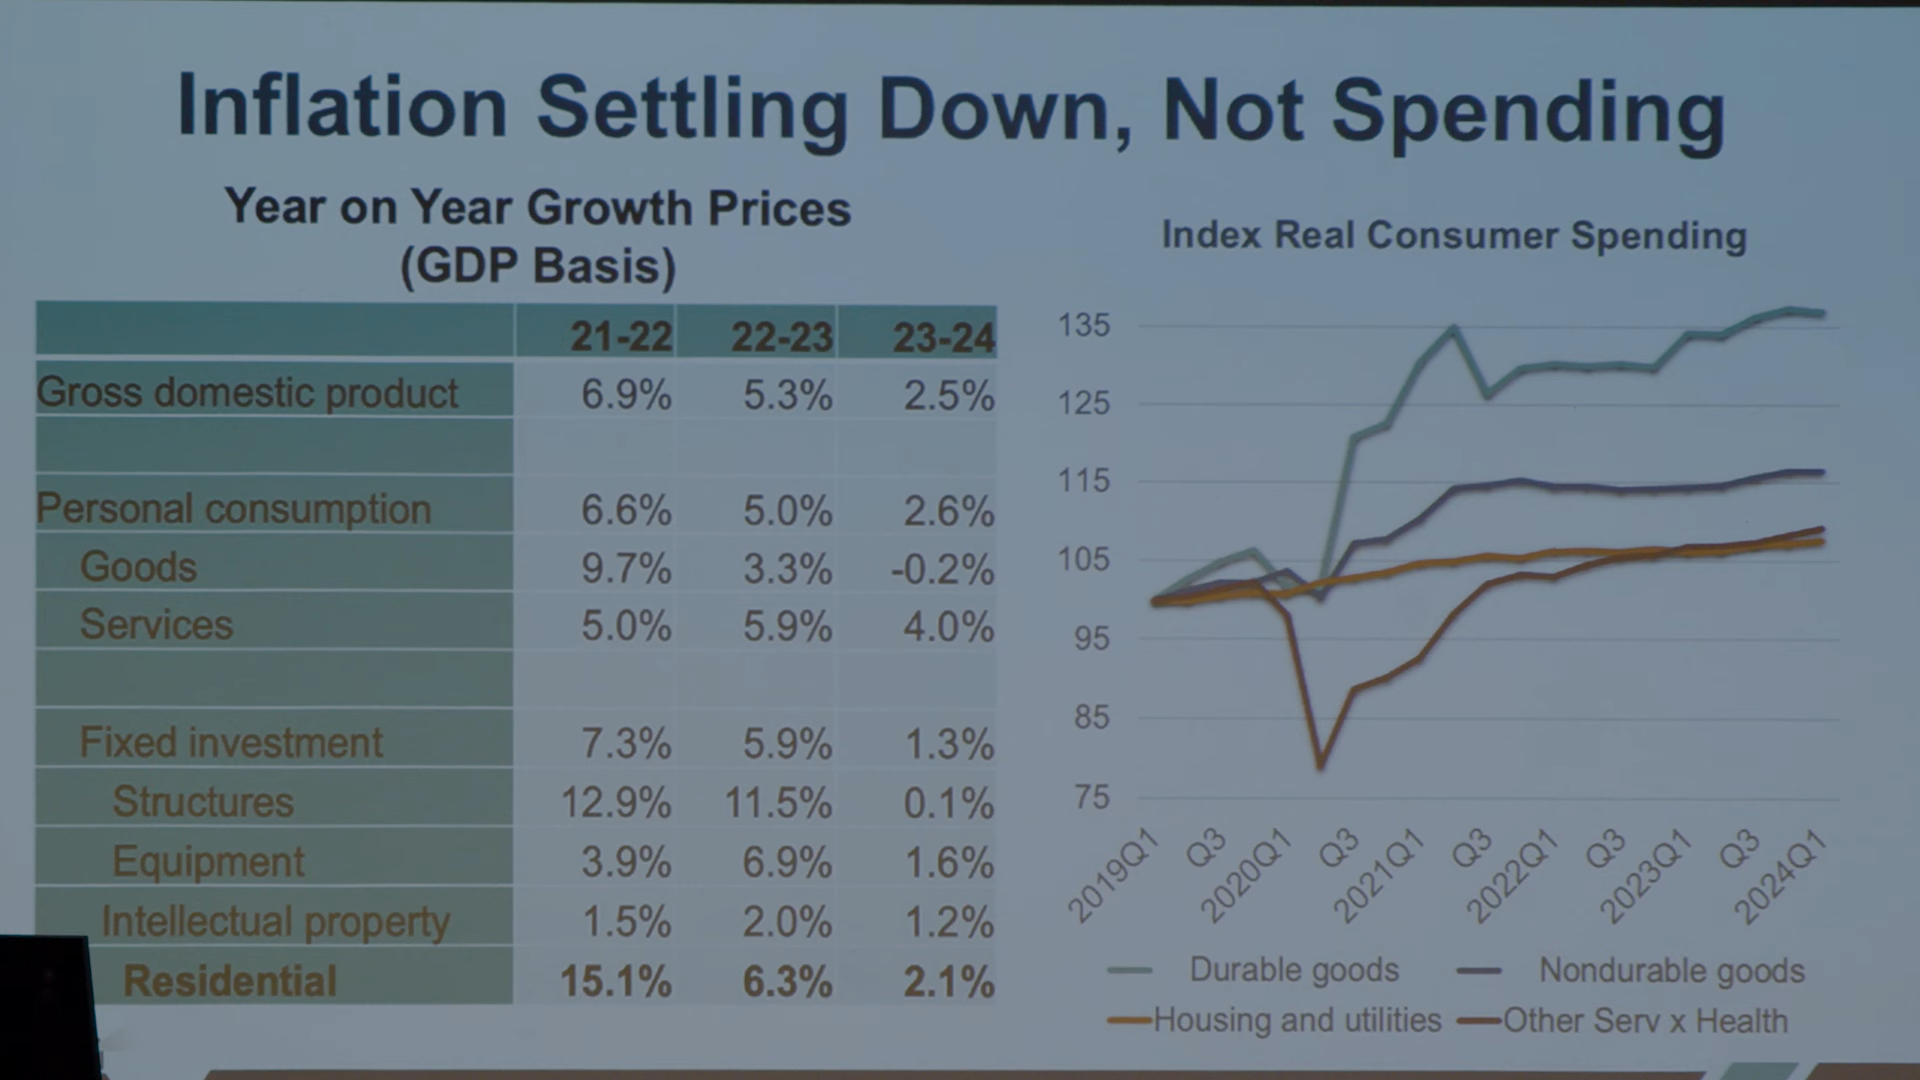 Inflation Settling Down, Not Spending
Year on Year Growth Prices
(GDP Basis)
21-22 22-23 23-24
Gross domestic product 6.9% 5.3% 2.5%
Personal consumption 6.6% 5.0% 2.6%
Goods 9.7% 3.3% -0.2%
Services 5.0% 5.9% 4.0%
Fixed investment 7.3% 5.9% 1.3%
Structures 12.9% 11.5% 0.1%
Equipment 3.9% 6.9% 1.6%
Intellectual property 1.5% 2.0% 1.2%
Residential 15.1% 6.3% 2.1%
Index Real Consumer Spending
135
125
115
105
95
85
75
2019Q1 Q3 2020Q1 Q3 2021Q1 Q3 2022Q1 Q3 2023Q1 Q3 2024Q1
Durable goods Nondurable goods
Housing and utilities Other Serv x Health